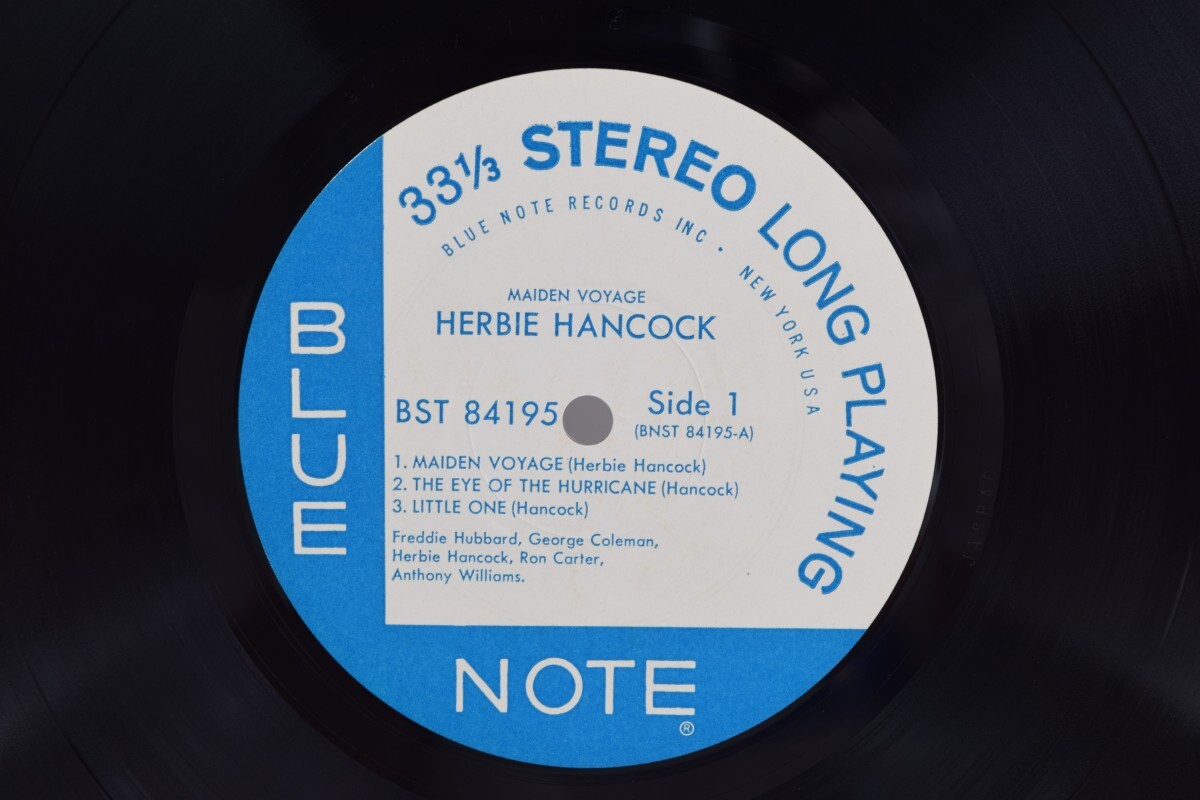 33⅓ STEREO LONG PLAYING
BLUE NOTE RECORDS INC · NEW YORK USA
MAIDEN VOYAGE
HERBIE HANCOCK
BST 84195
Side 1
(BNST 84195-A)
1. MAIDEN VOYAGE (Herbie Hancock)
2. THE EYE OF THE HURRICANE (Hancock)
3. LITTLE ONE (Hancock)
Freddie Hubbard, George Coleman,
Herbie Hancock, Ron Carter,
Anthony Williams.
BLUE
NOTE
®